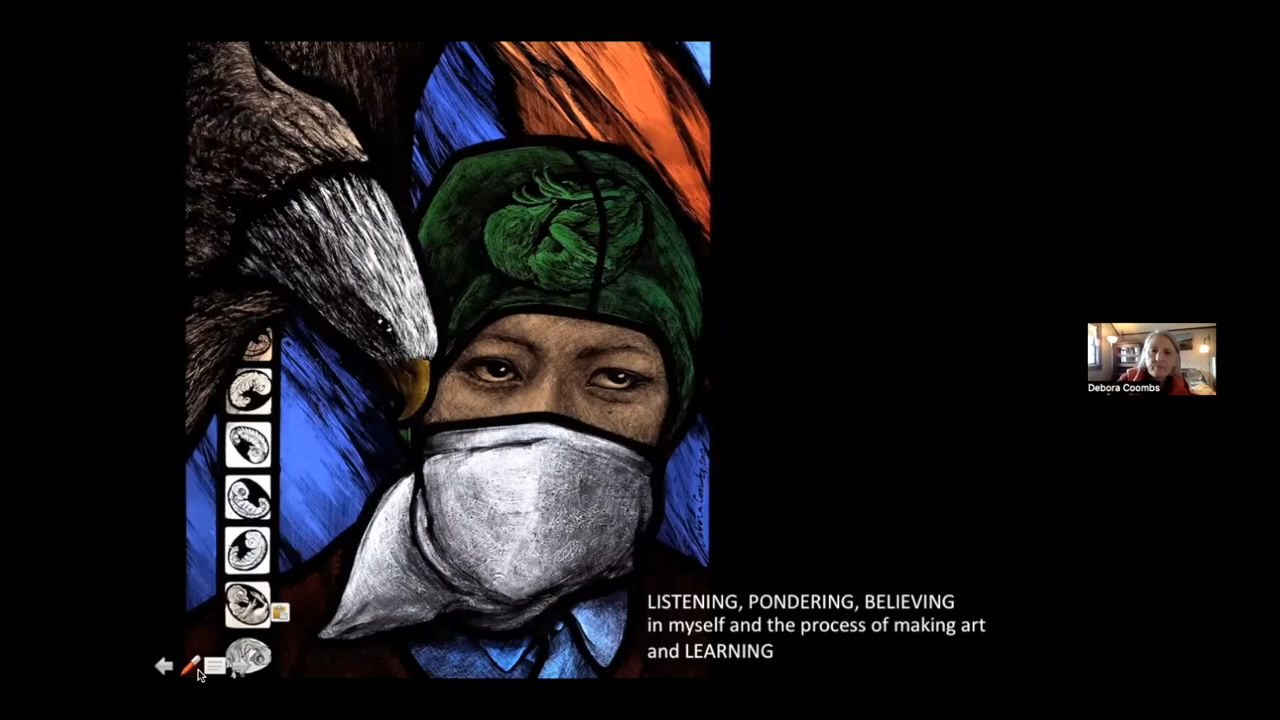 LISTENING, PONDERING, BELIEVING
in myself and the process of making art
and LEARNING
Debora Coombs